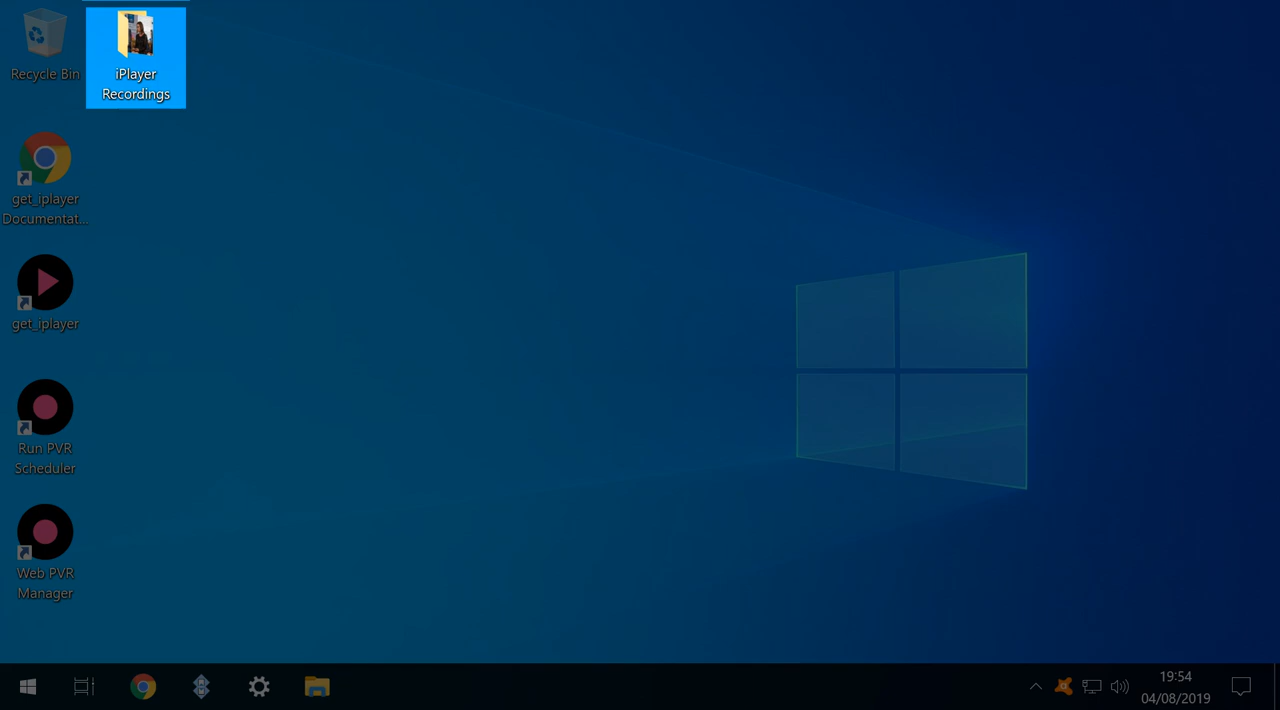 Recycle Bin
iPlayer
Recordings
get_iplayer
Documentat...
get_iplayer
Run PVR
Scheduler
Web PVR
Manager
19:54
04/08/2019